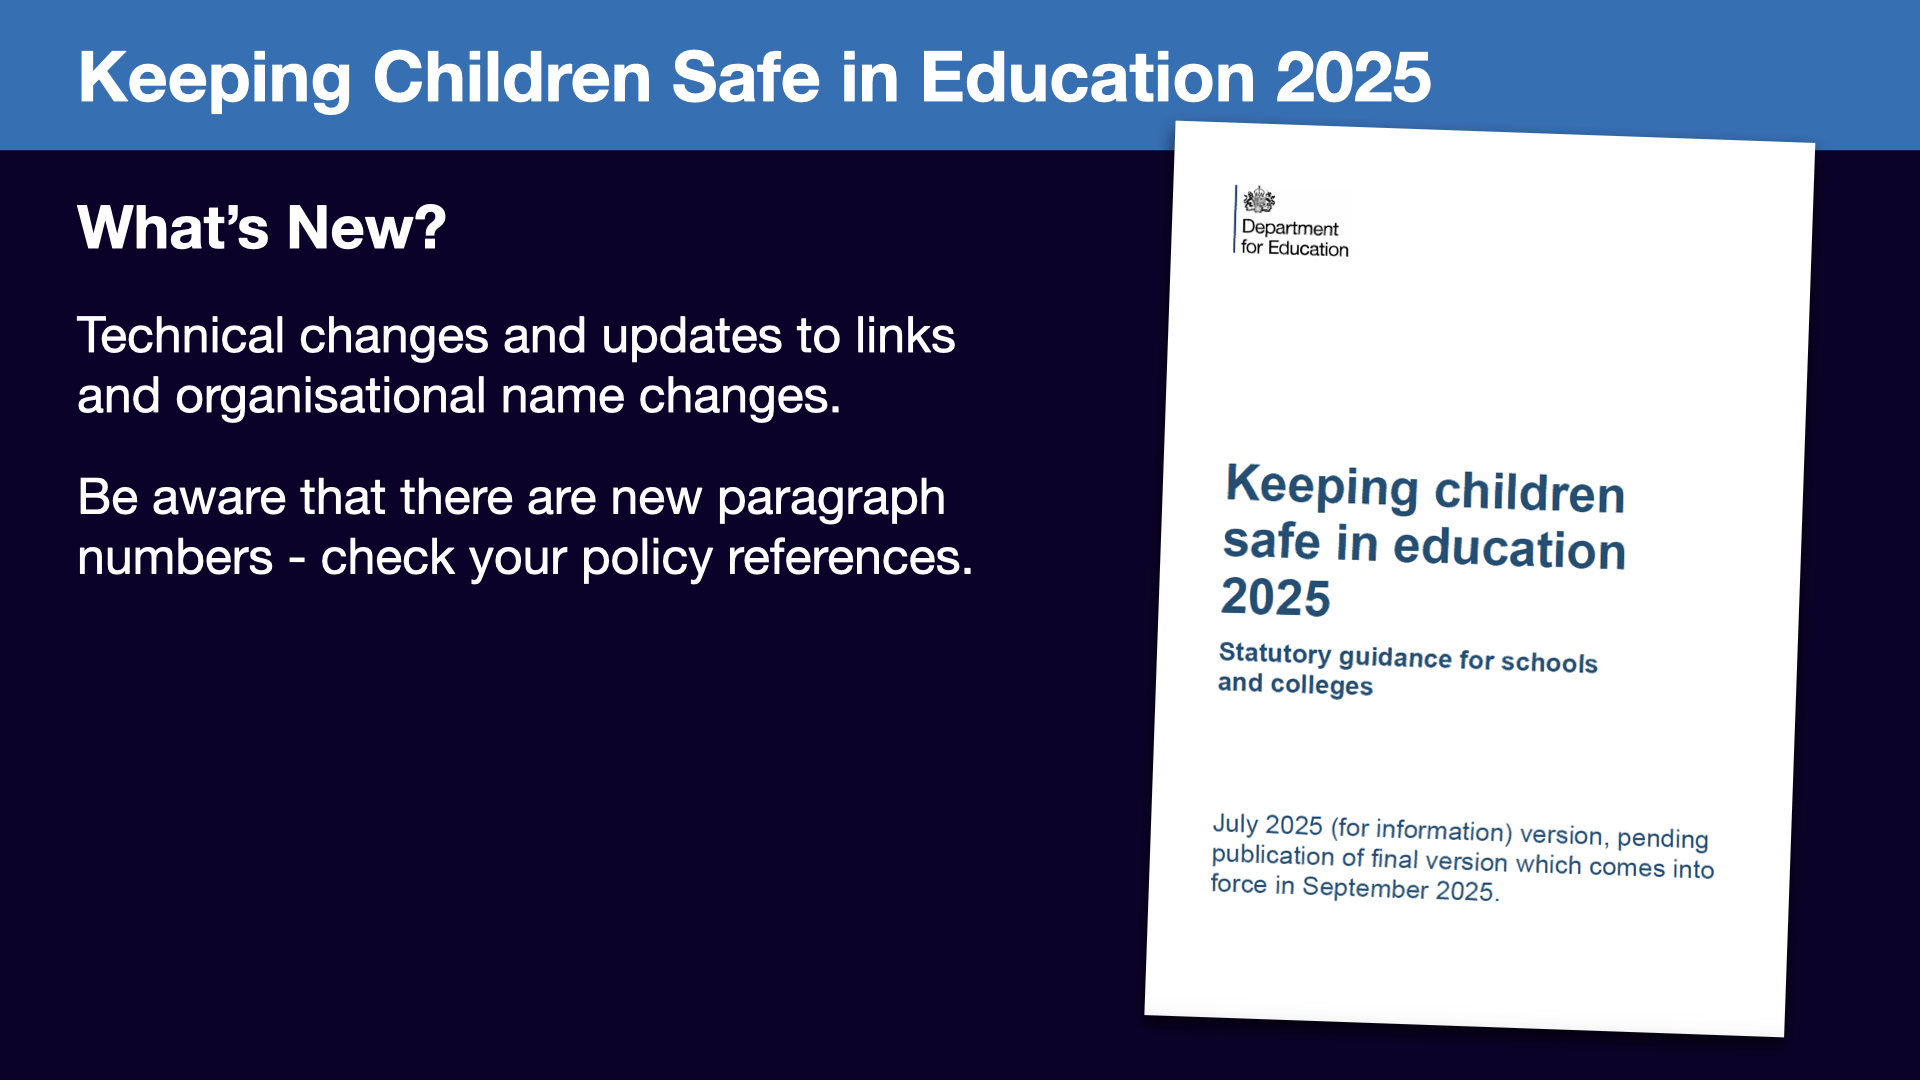 Keeping Children Safe in Education 2025
What’s New?
Technical changes and updates to links
and organisational name changes.
Be aware that there are new paragraph
numbers - check your policy references.
Department
for Education
Keeping children
safe in education
2025
Statutory guidance for schools
and colleges
July 2025 (for information) version, pending
publication of final version which comes into
force in September 2025.